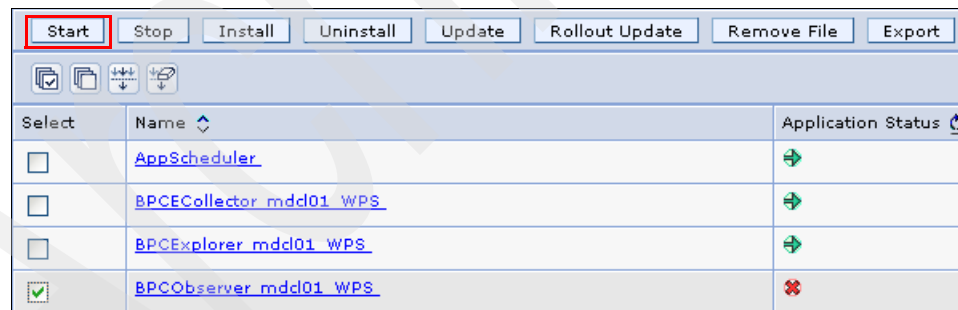 Start Stop Install Uninstall Update Rollout Update Remove File Export
Select Name Application Status
AppScheduler
BPCECollector_mdcl01_WPS
BPCExplorer_mdcl01_WPS
BPCObserver_mdcl01_WPS